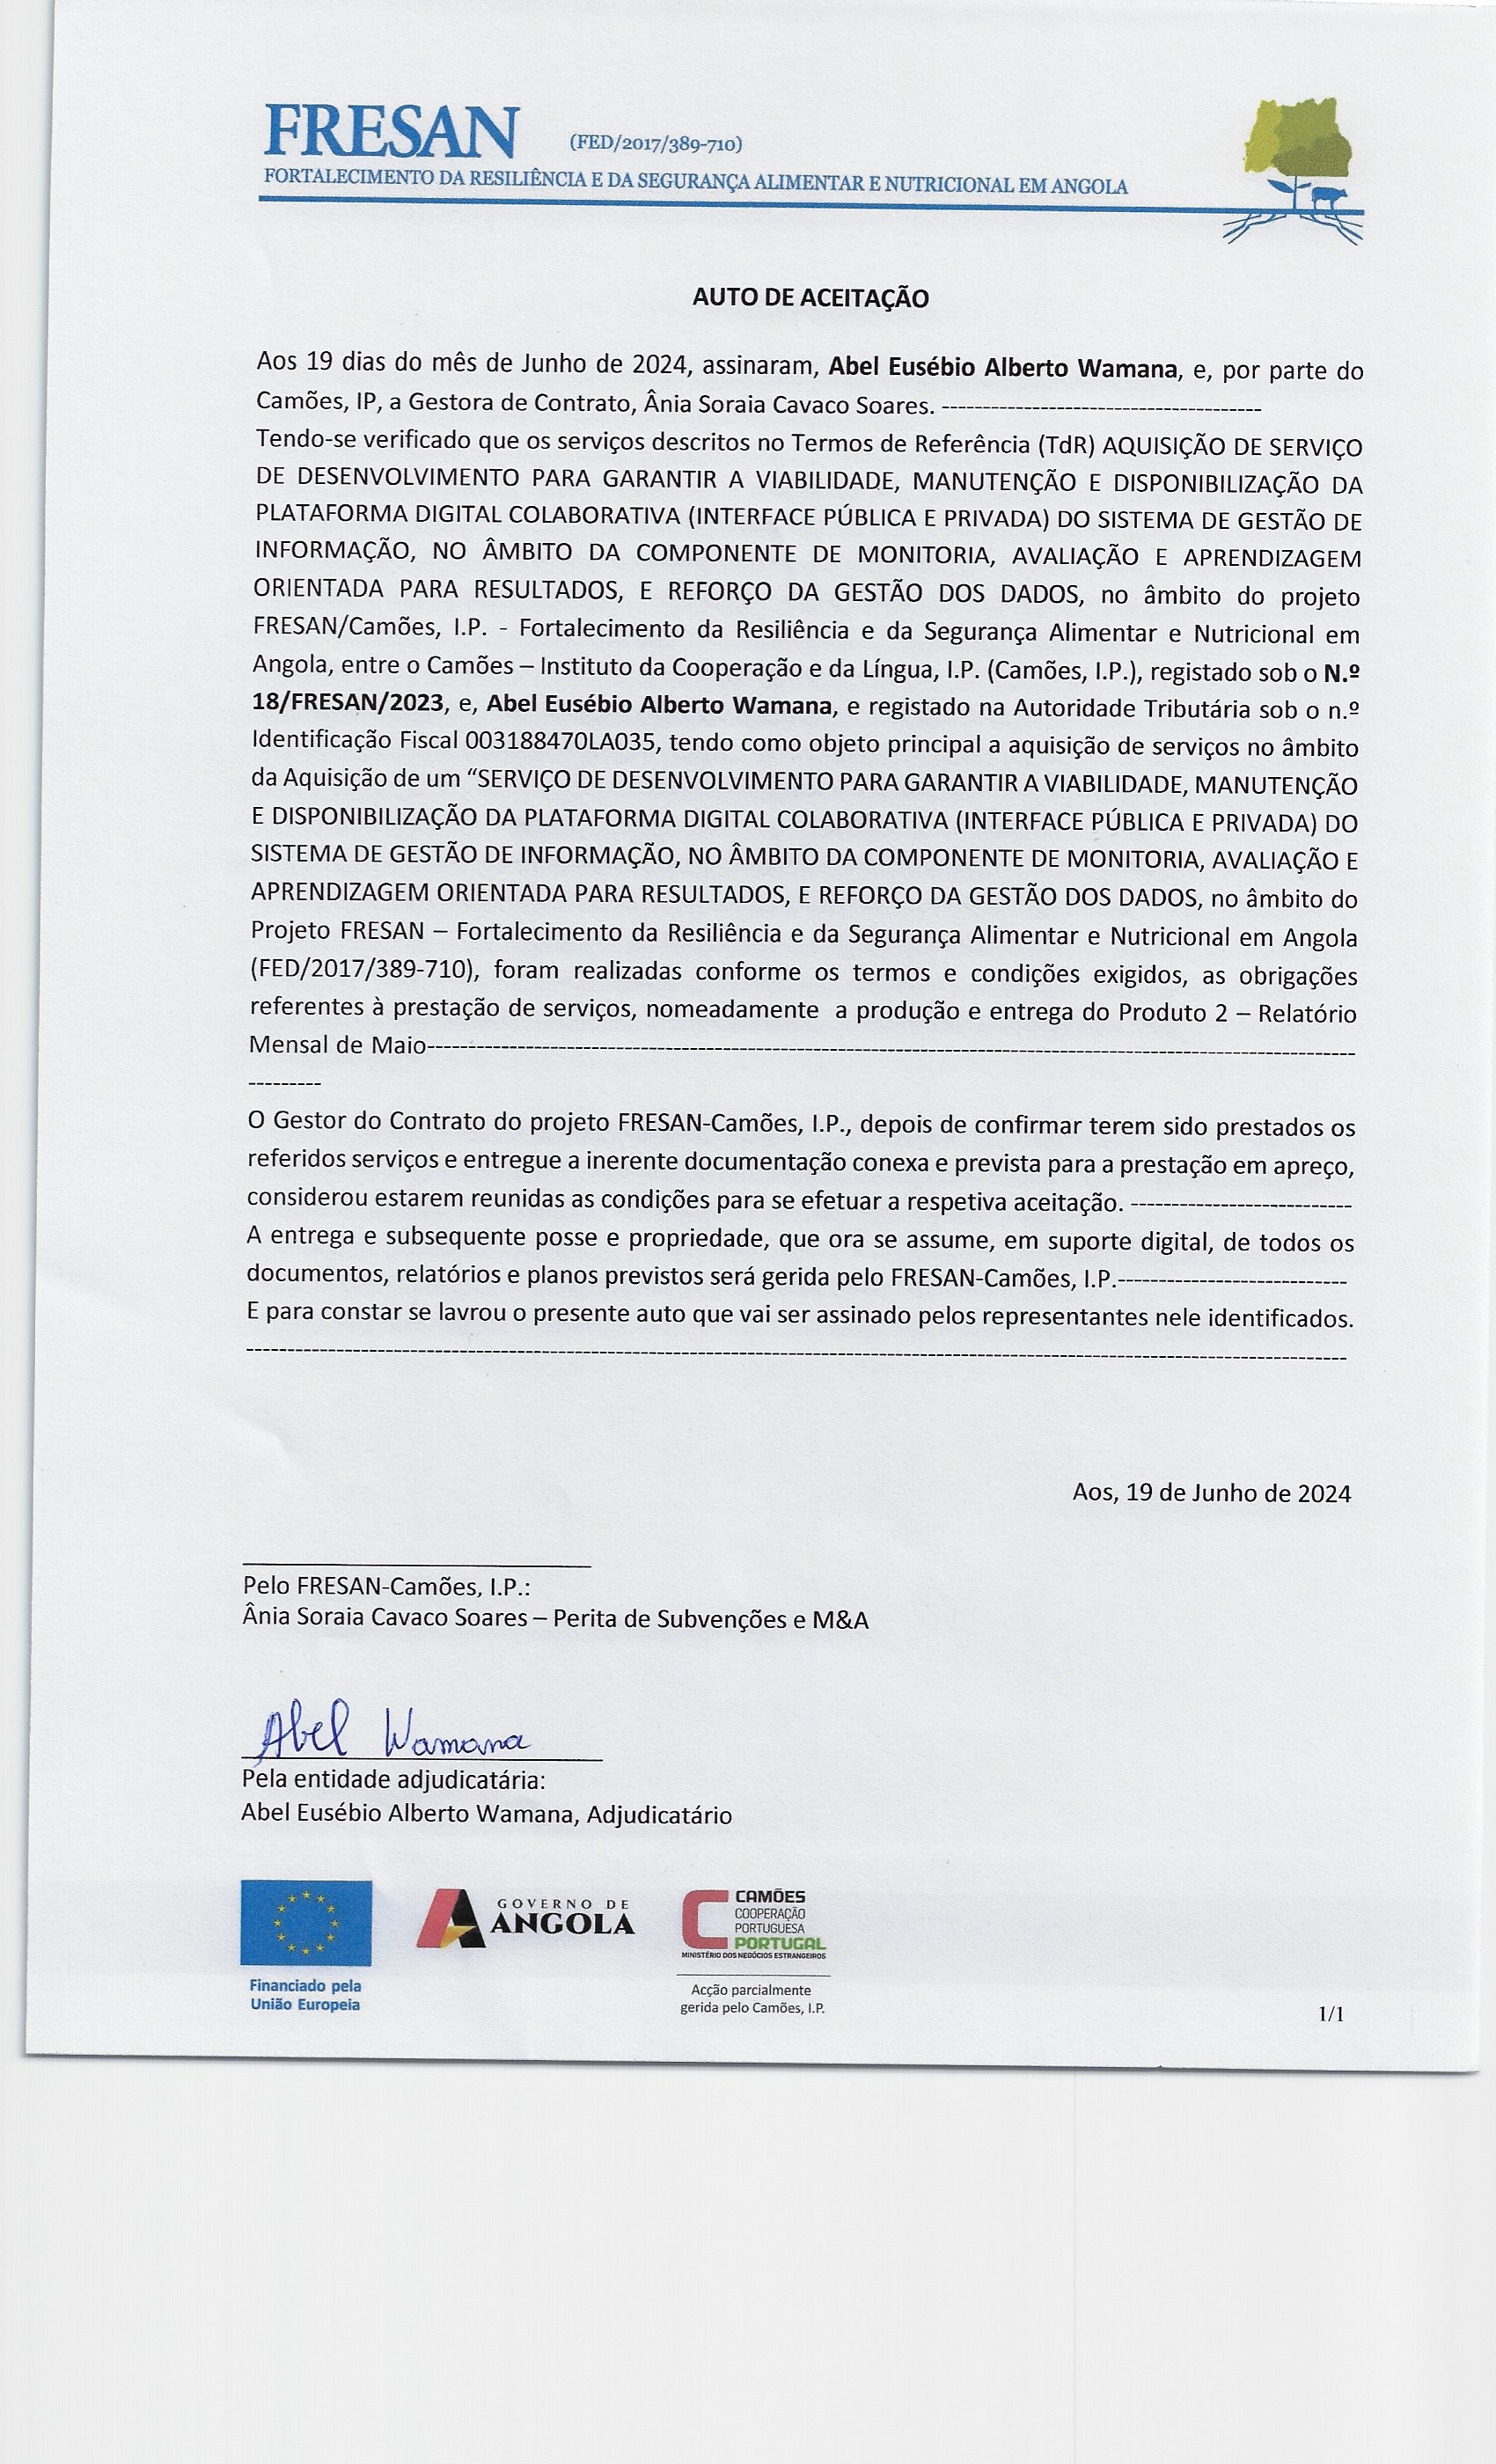 FRESAN (FED/2017/389-710)
FORTALECIMENTO DA RESILIÊNCIA E DA SEGURANÇA ALIMENTAR E NUTRICIONAL EM ANGOLA
AUTO DE ACEITAÇÃO
Aos 19 dias do mês de Junho de 2024, assinaram, Abel Eusébio Alberto Wamana, e, por parte do
Camões, IP, a Gestora de Contrato, Ânia Soraia Cavaco Soares. ---------------------------------------
Tendo-se verificado que os serviços descritos no Termos de Referência (TdR) AQUISIÇÃO DE SERVIÇO
DE DESENVOLVIMENTO PARA GARANTIR A VIABILIDADE, MANUTENÇÃO E DISPONIBILIZAÇÃO DA
PLATAFORMA DIGITAL COLABORATIVA (INTERFACE PÚBLICA E PRIVADA) DO SISTEMA DE GESTÃO DE
INFORMAÇÃO, NO ÂMBITO DA COMPONENTE DE MONITORIA, AVALIAÇÃO E APRENDIZAGEM
ORIENTADA PARA RESULTADOS, E REFORÇO DA GESTÃO DOS DADOS, no âmbito do projeto
FRESAN/Camões, I.P. - Fortalecimento da Resiliência e da Segurança Alimentar e Nutricional em
Angola, entre o Camões – Instituto da Cooperação e da Língua, I.P. (Camões, I.P.), registado sob o N.º
18/FRESAN/2023, e, Abel Eusébio Alberto Wamana, e registado na Autoridade Tributária sob o n.º
Identificação Fiscal 003188470LA035, tendo como objeto principal a aquisição de serviços no âmbito
da Aquisição de um “SERVIÇO DE DESENVOLVIMENTO PARA GARANTIR A VIABILIDADE, MANUTENÇÃO
E DISPONIBILIZAÇÃO DA PLATAFORMA DIGITAL COLABORATIVA (INTERFACE PÚBLICA E PRIVADA) DO
SISTEMA DE GESTÃO DE INFORMAÇÃO, NO ÂMBITO DA COMPONENTE DE MONITORIA, AVALIAÇÃO E
APRENDIZAGEM ORIENTADA PARA RESULTADOS, E REFORÇO DA GESTÃO DOS DADOS, no âmbito do
Projeto FRESAN – Fortalecimento da Resiliência e da Segurança Alimentar e Nutricional em Angola
(FED/2017/389-710), foram realizadas conforme os termos e condições exigidos, as obrigações
referentes à prestação de serviços, nomeadamente a produção e entrega do Produto 2 – Relatório
Mensal de Maio-----------------------------------------------------------------------------------------------------------------
---------
O Gestor do Contrato do projeto FRESAN-Camões, I.P., depois de confirmar terem sido prestados os
referidos serviços e entregue a inerente documentação conexa e prevista para a prestação em apreço,
considerou estarem reunidas as condições para se efetuar a respetiva aceitação. ---------------------------
A entrega e subsequente posse e propriedade, que ora se assume, em suporte digital, de todos os
documentos, relatórios e planos previstos será gerida pelo FRESAN-Camões, I.P.----------------------------
E para constar se lavrou o presente auto que vai ser assinado pelos representantes nele identificados.
--------------------------------------------------------------------------------------------------------------------------------------
Aos, 19 de Junho de 2024
Pelo FRESAN-Camões, I.P.:
Ânia Soraia Cavaco Soares – Perita de Subvenções e M&A
Abel Wamana
Pela entidade adjudicatária:
Abel Eusébio Alberto Wamana, Adjudicatário
Financiado pela
União Europeia
GOVERNO DE
ANGOLA
CAMÕES
COOPERAÇÃO
PORTUGUESA
PORTUGAL
MINISTÉRIO DOS NEGÓCIOS ESTRANGEIROS
Acção parcialmente
gerida pelo Camões, I.P.
1/1